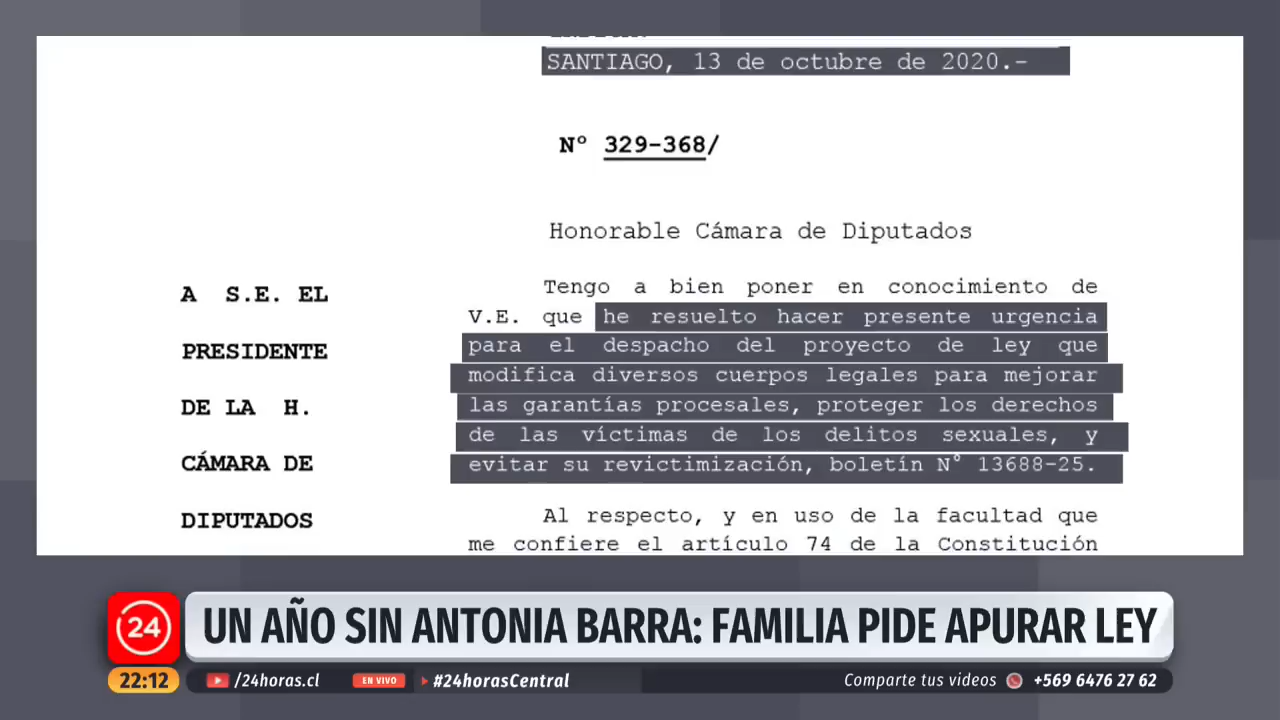 SANTIAGO, 13 de octubre de 2020.-
Nº 329-368/
Honorable Cámara de Diputados
A S.E. EL
PRESIDENTE
DE LA H.
CÁMARA DE
DIPUTADOS
Tengo a bien poner en conocimiento de
V.E. que he resuelto hacer presente urgencia
para el despacho del proyecto de ley que
modifica diversos cuerpos legales para mejorar
las garantías procesales, proteger los derechos
de las víctimas de los delitos sexuales, y
evitar su revictimización, boletín N° 13688-25.
Al respecto, y en uso de la facultad que
me confiere el artículo 74 de la Constitución
24
UN AÑO SIN ANTONIA BARRA: FAMILIA PIDE APURAR LEY
22:12
/24horas.cl
EN VIVO
#24horasCentral
Comparte tus videos
+569 6476 27 62